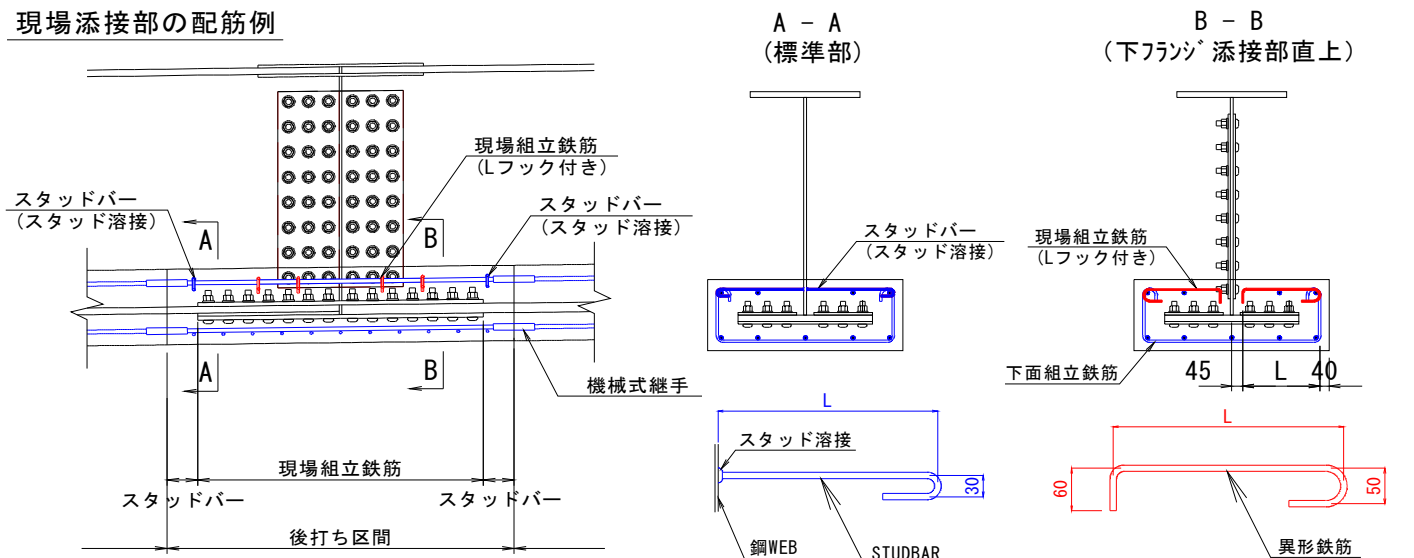 現場添接部の配筋例
A - A
(標準部)
B - B
(下フランジ添接部直上)
現場組立鉄筋
(Lフック付き)
スタッドバー
(スタッド溶接)
スタッドバー
(スタッド溶接)
A
B
A
B
機械式継手
現場組立鉄筋
スタッドバー
スタッドバー
後打ち区間
スタッドバー
(スタッド溶接)
L
スタッド溶接
30
鋼WEB
STUDBAR
現場組立鉄筋
(Lフック付き)
下面組立鉄筋
45
L
40
L
60
50
異形鉄筋